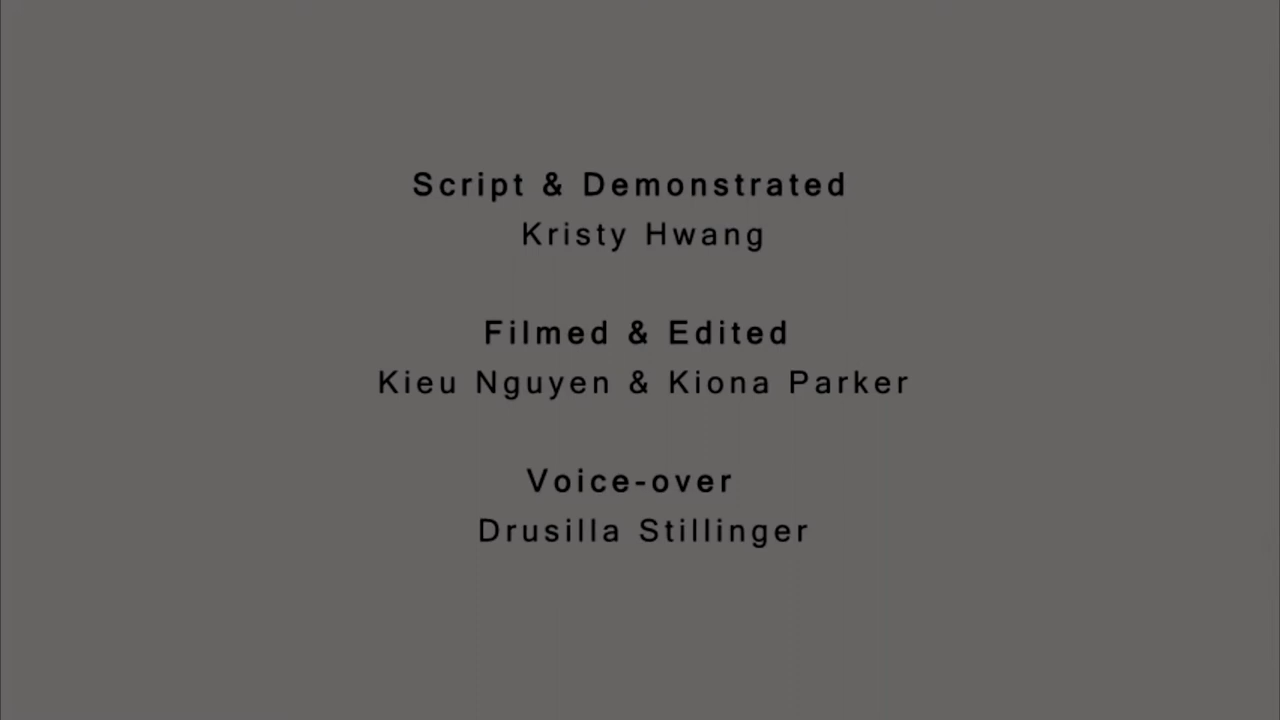 Script & Demonstrated
Kristy Hwang
Filmed & Edited
Kieu Nguyen & Kiona Parker
Voice-over
Drusilla Stillinger